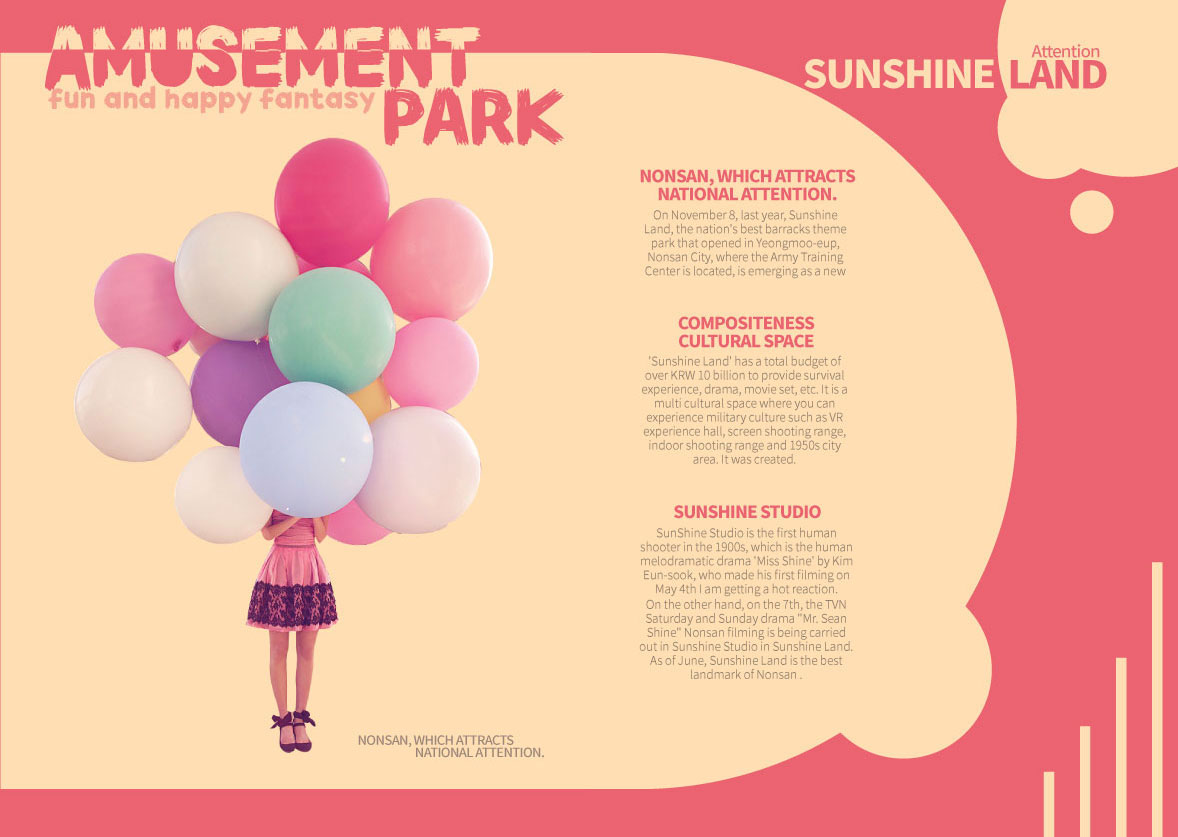 AMUSEMENT
fun and happy fantasy
PARK
Attention
SUNSHINE LAND
NONSAN, WHICH ATTRACTS
NATIONAL ATTENTION.
On November 8, last year, Sunshine
Land, the nation's best barracks theme
park that opened in Yeongmoo-eup,
Nonsan City, where the Army Training
Center is located, is emerging as a new
COMPOSITENESS
CULTURAL SPACE
'Sunshine Land' has a total budget of
over KRW 10 billion to provide survival
experience, drama, movie set, etc. It is a
multi cultural space where you can
experience military culture such as VR
experience hall, screen shooting range,
indoor shooting range and 1950s city
area. It was created.
SUNSHINE STUDIO
SunShine Studio is the first human
shooter in the 1900s, which is the human
melodramatic drama 'Miss Shine' by Kim
Eun-sook, who made his first filming on
May 4th I am getting a hot reaction.
On the other hand, on the 7th, the TVN
Saturday and Sunday drama "Mr. Sean
Shine" Nonsan filming is being carried
out in Sunshine Studio in Sunshine Land.
As of June, Sunshine Land is the best
landmark of Nonsan .
NONSAN, WHICH ATTRACTS
NATIONAL ATTENTION.